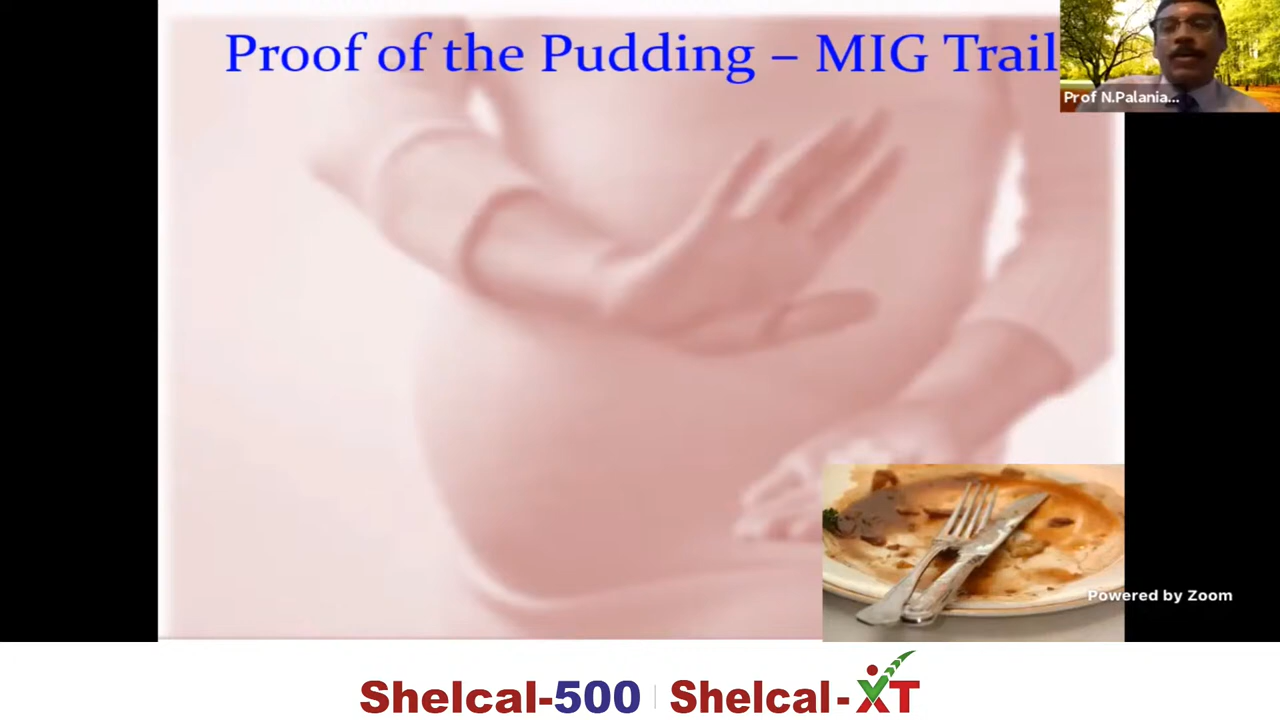 Proof of the Pudding – MIG Trail
Prof N.Palania...
Powered by Zoom
Shelcal-500 | Shelcal-XT